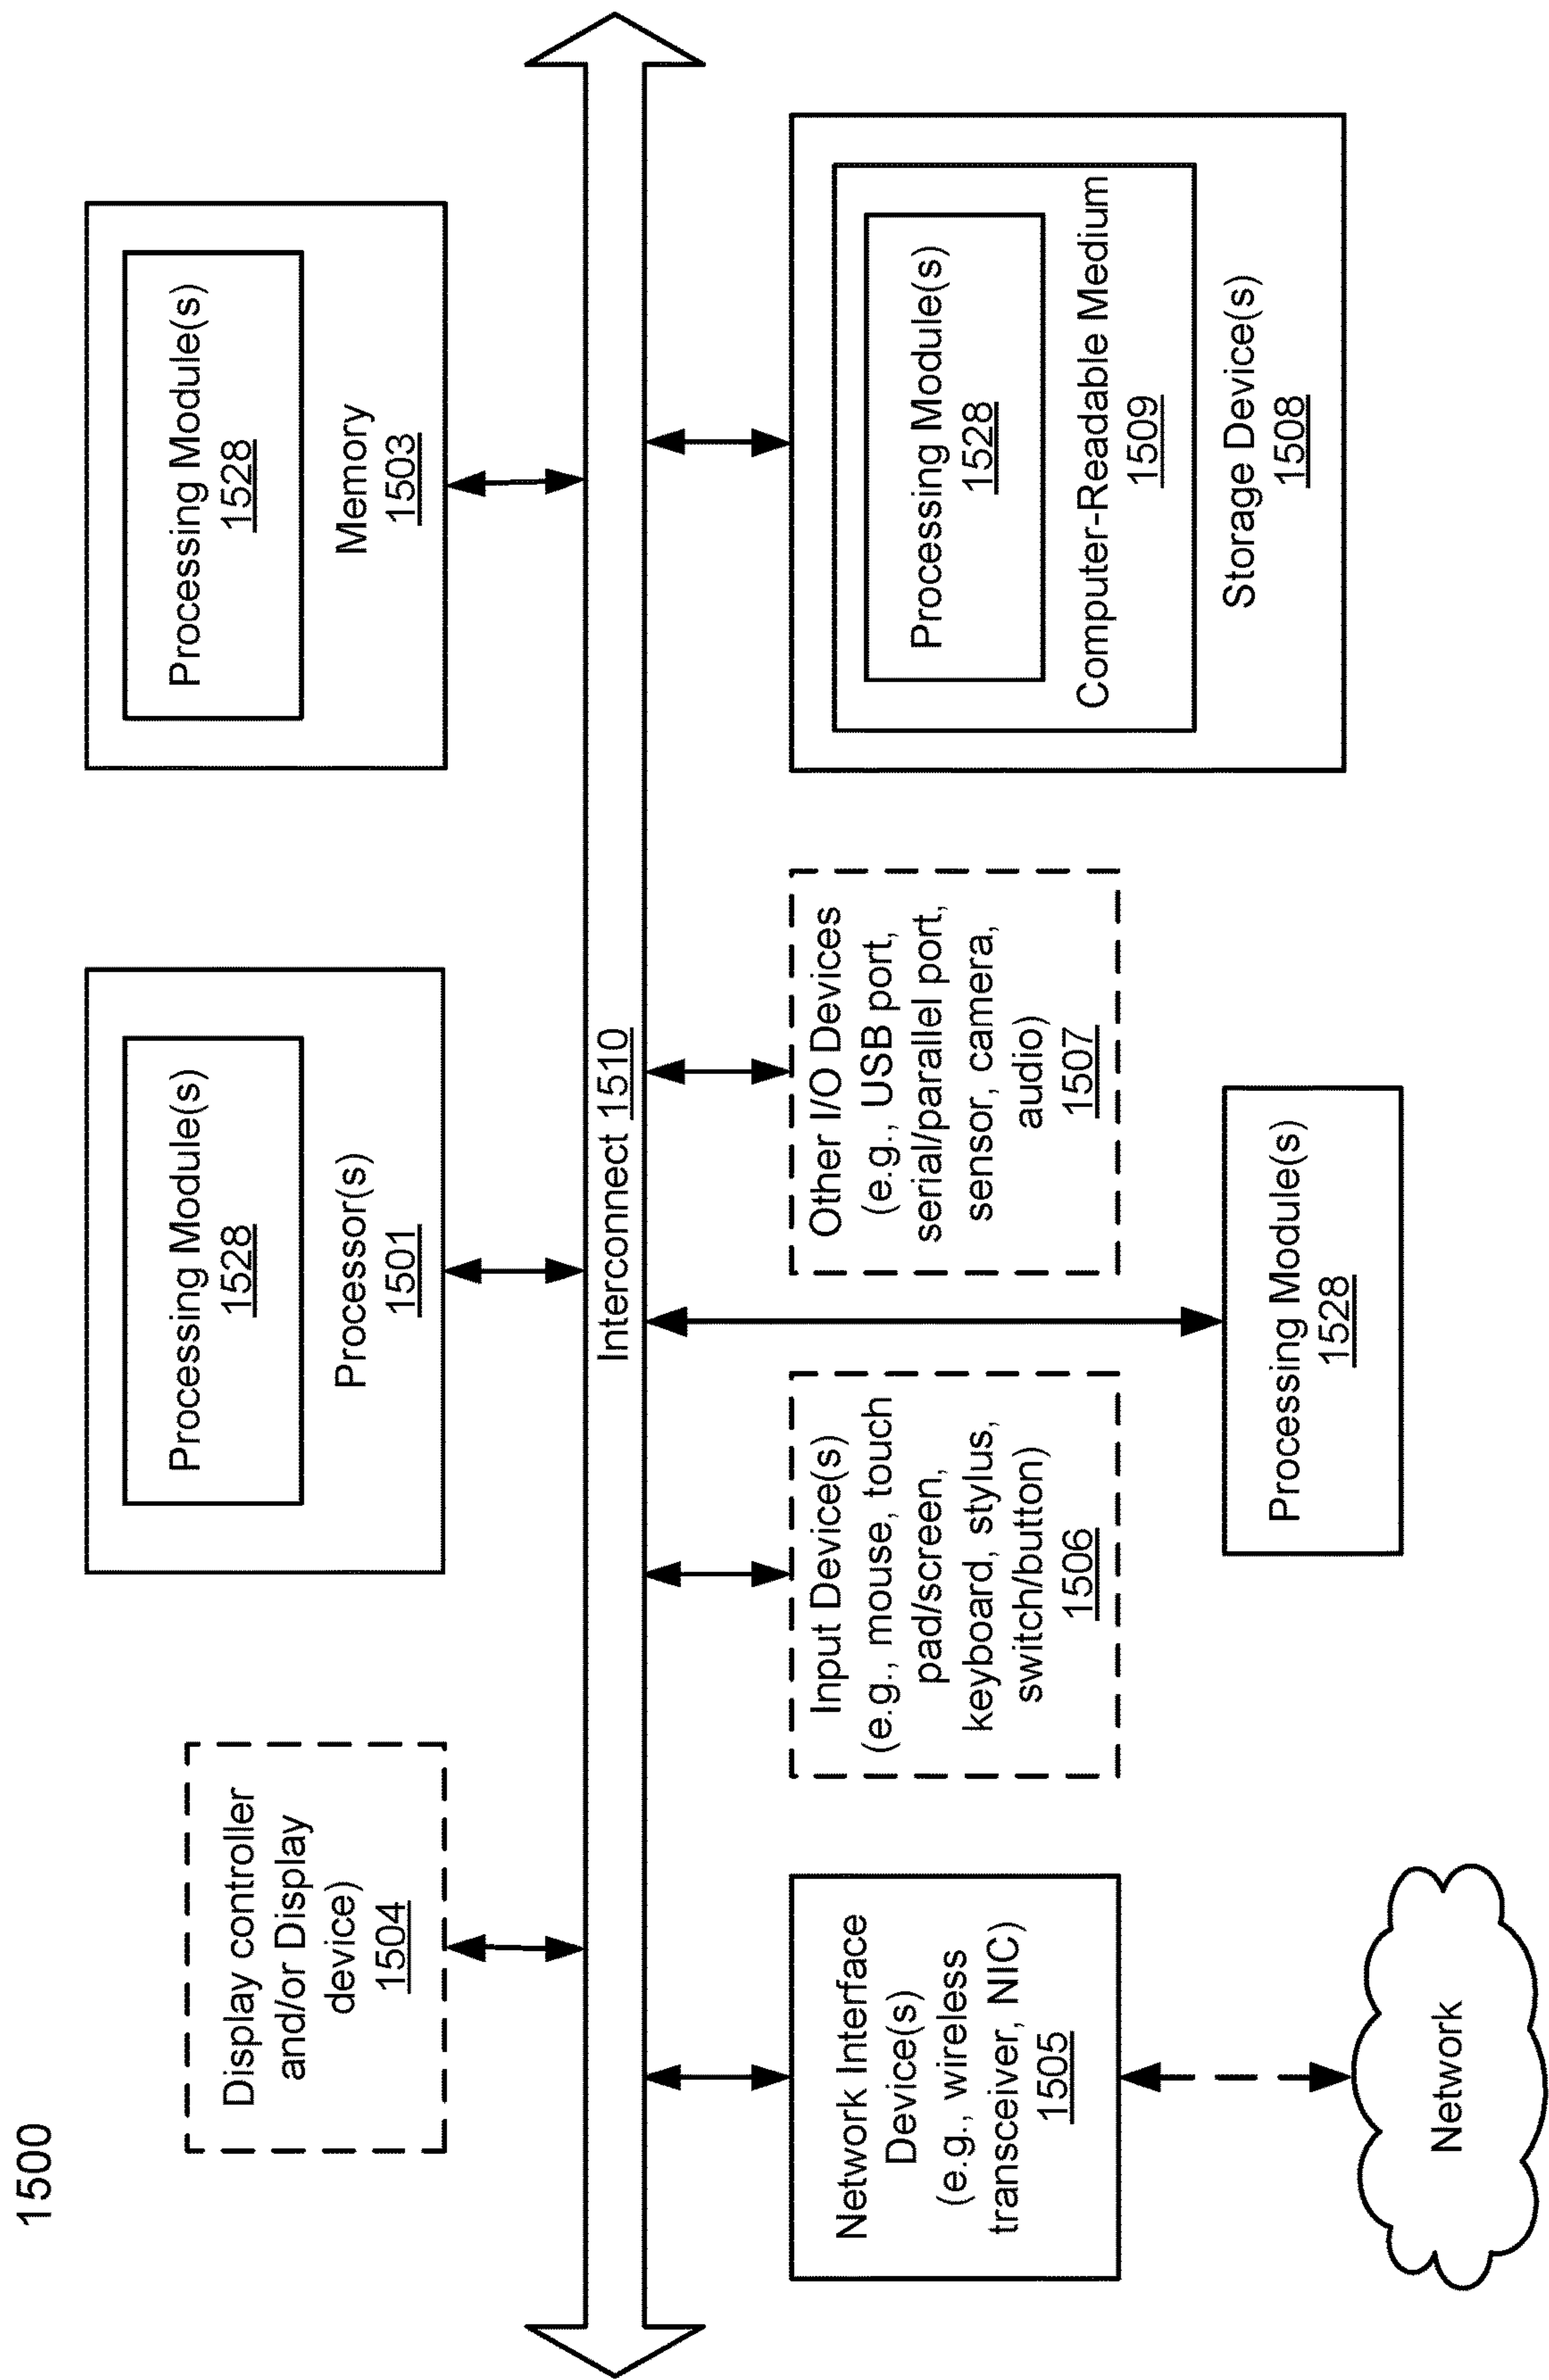 1500
Display controller
and/or Display
device)
1504
Processing Module(s)
1528
Processor(s)
1501
Processing Module(s)
1528
Memory
1503
Interconnect 1510
Network Interface
Device(s)
(e.g., wireless
transceiver, NIC)
1505
Input Device(s)
(e.g., mouse, touch
pad/screen,
keyboard, stylus,
switch/button)
1506
Other I/O Devices
(e.g., USB port,
serial/parallel port,
sensor, camera,
audio)
1507
Processing Module(s)
1528
Computer-Readable Medium
1509
Storage Device(s)
1508
Processing Module(s)
1528
Network